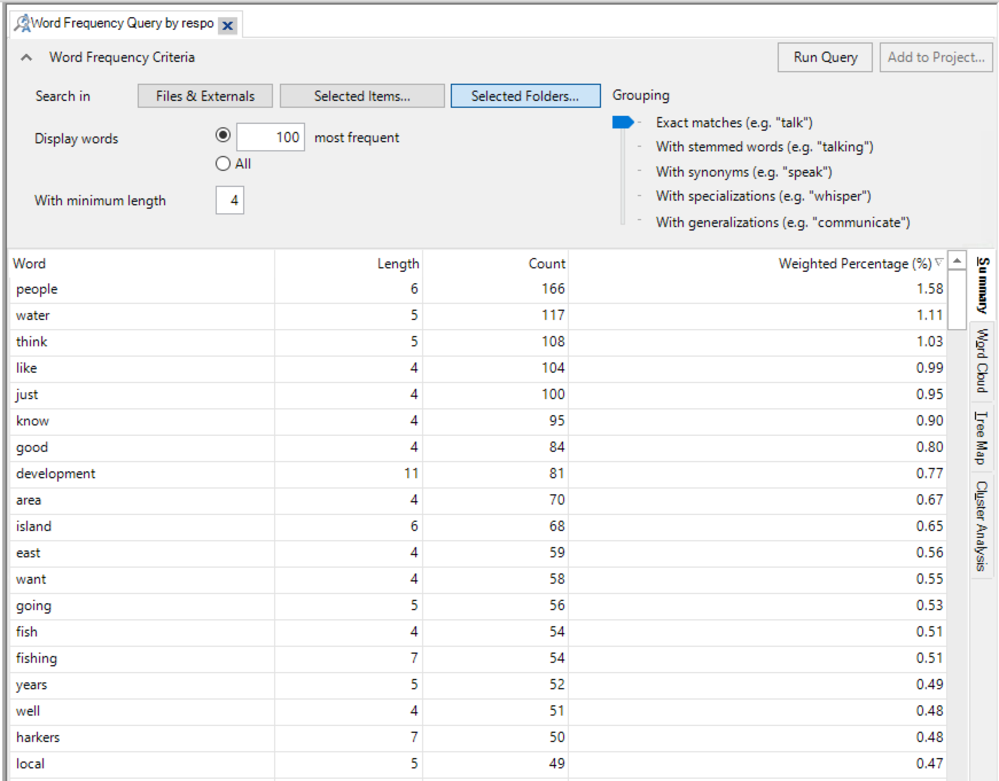 Word Frequency Query by respo
Word Frequency Criteria
Run Query Add to Project...
Search in Files & Externals Selected Items... Selected Folders... Grouping
Exact matches (e.g. "talk")
Display words 100 most frequent
With stemmed words (e.g. "talking")
All
With synonyms (e.g. "speak")
With minimum length 4
With specializations (e.g. "whisper")
With generalizations (e.g. "communicate")
Word Length Count Weighted Percentage (%)
people 6 166 1.58
water 5 117 1.11
think 5 108 1.03
like 4 104 0.99
just 4 100 0.95
know 4 95 0.90
good 4 84 0.80
development 11 81 0.77
area 4 70 0.67
island 6 68 0.65
east 4 59 0.56
want 4 58 0.55
going 5 56 0.53
fish 4 54 0.51
fishing 7 54 0.51
years 5 52 0.49
well 4 51 0.48
harkers 7 50 0.48
local 5 49 0.47
Summary
Word Cloud
Tree Map
Cluster Analysis